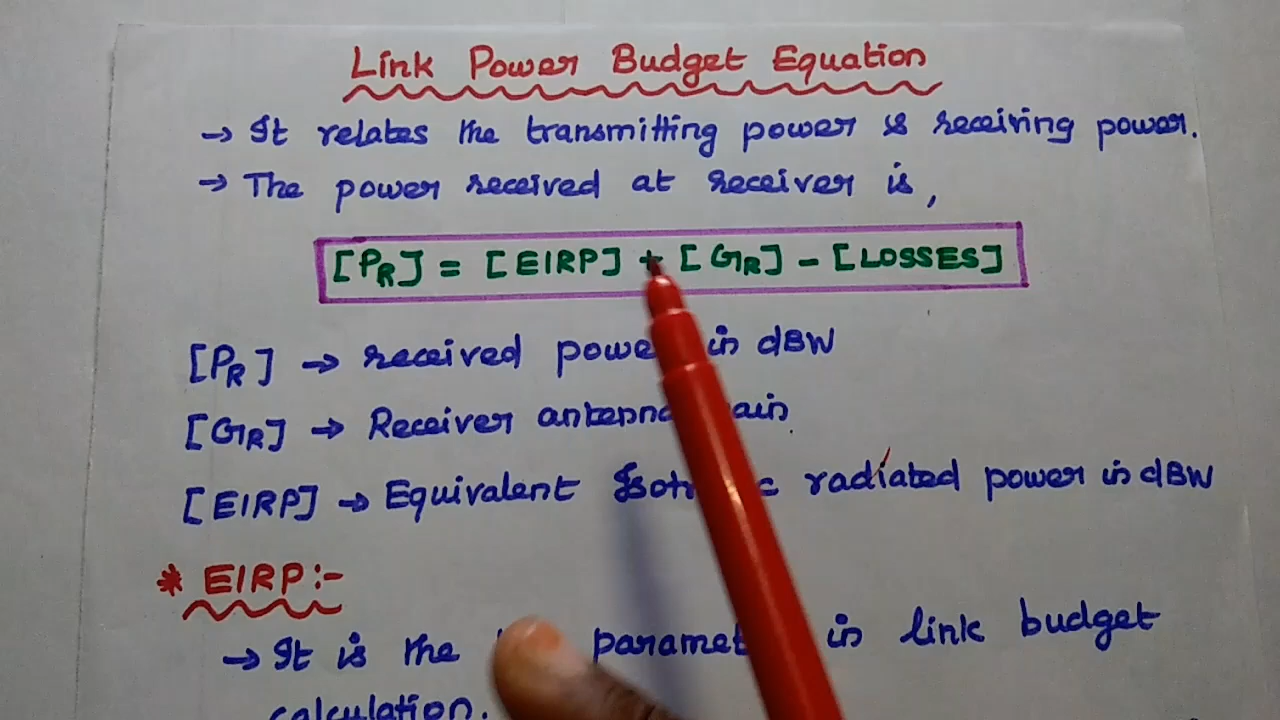 Link Power Budget Equation
→ It relates the transmitting power & receiving power.
→ The power received at receiver is,
[PR] = [EIRP] + [GR] - [LOSSES]
[PR] → received power in dBW
[GR] → Receiver antenna
[EIRP] → Equivalent radiated power in dBW
* EIRP:-
→ It is the in link budget
calculation.